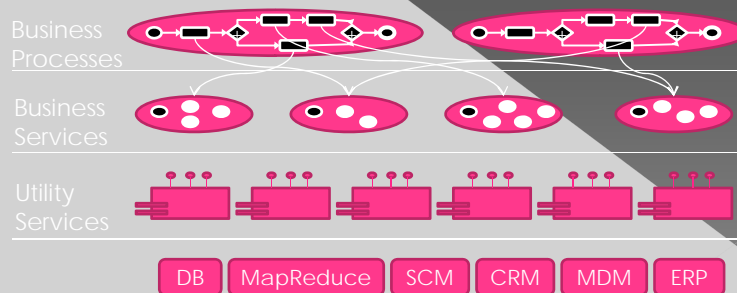 Business
Processes
Business
Services
Utility
Services
DB MapReduce SCM CRM MDM ERP